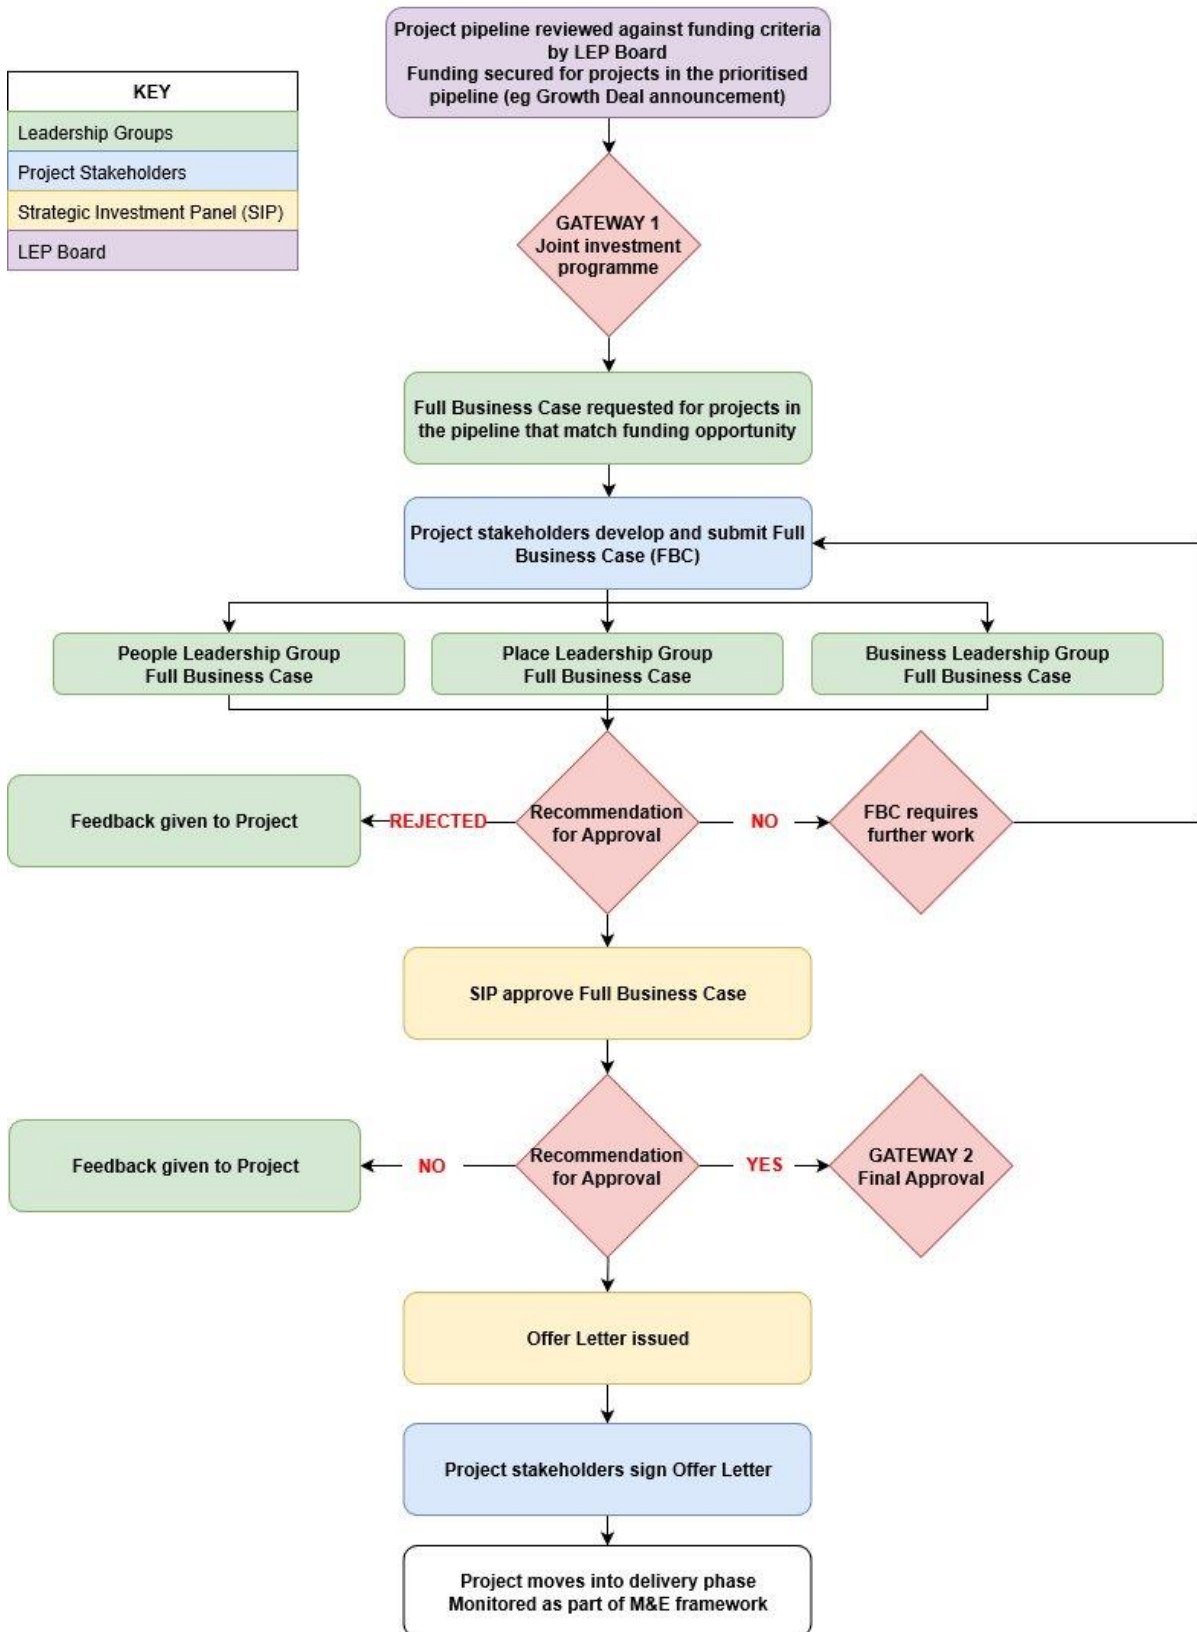 Project pipeline reviewed against funding criteria
by LEP Board
Funding secured for projects in the prioritised
pipeline (eg Growth Deal announcement)
KEY
Leadership Groups
Project Stakeholders
Strategic Investment Panel (SIP)
LEP Board
GATEWAY 1
Joint investment
programme
Full Business Case requested for projects in
the pipeline that match funding opportunity
Project stakeholders develop and submit Full
Business Case (FBC)
People Leadership Group
Full Business Case
Place Leadership Group
Full Business Case
Business Leadership Group
Full Business Case
Feedback given to Project
REJECTED
Recommendation
for Approval
NO
FBC requires
further work
SIP approve Full Business Case
Feedback given to Project
NO
Recommendation
for Approval
YES
GATEWAY 2
Final Approval
Offer Letter issued
Project stakeholders sign Offer Letter
Project moves into delivery phase
Monitored as part of M&E framework